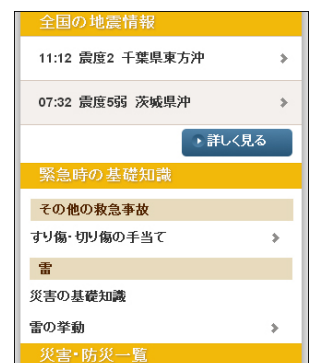 全国の地震情報
11:12 震度2 千葉県東方沖
07:32 震度5弱 茨城県沖
詳しく見る
緊急時の基礎知識
その他の救急事故
すり傷・切り傷の手当て
雷
災害の基礎知識
雷の挙動
災害・防災一覧